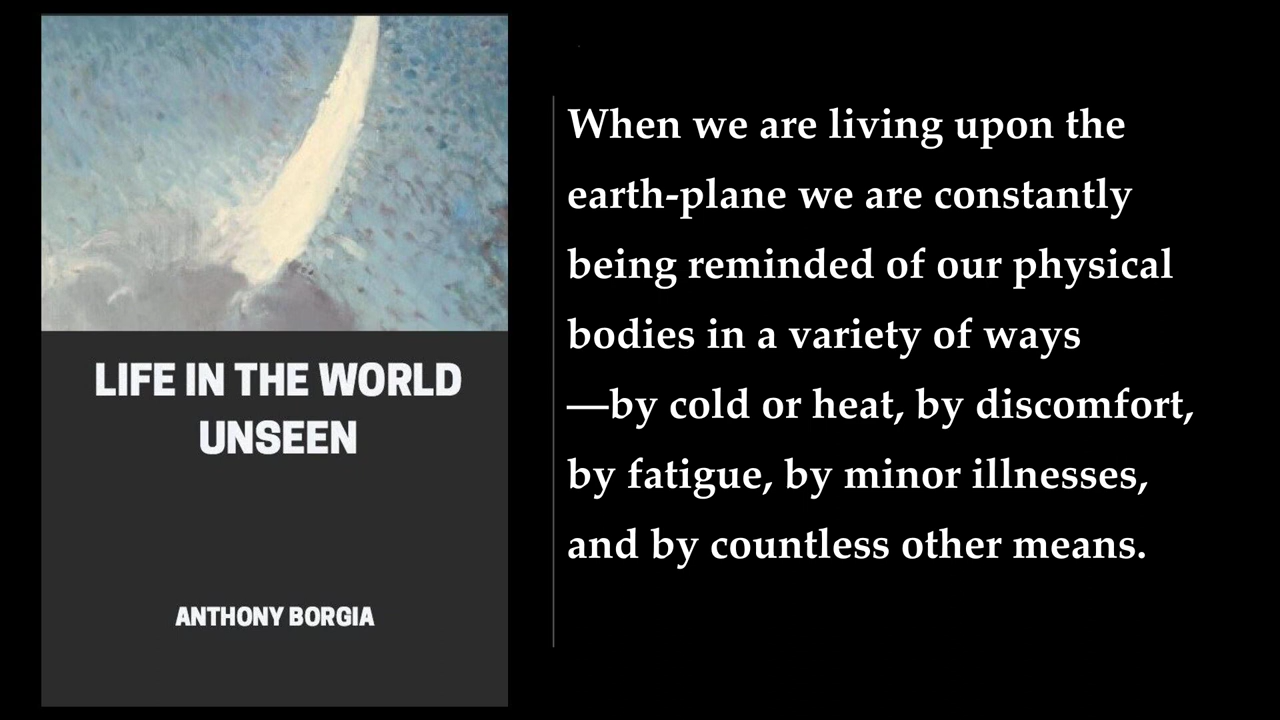 LIFE IN THE WORLD
UNSEEN
ANTHONY BORGIA
When we are living upon the
earth-plane we are constantly
being reminded of our physical
bodies in a variety of ways
—by cold or heat, by discomfort,
by fatigue, by minor illnesses,
and by countless other means.